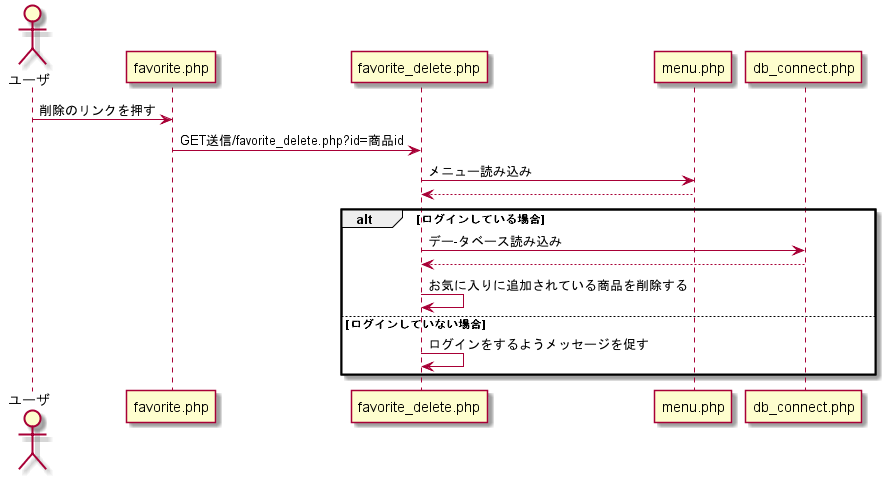 ユーザ
favorite.php
favorite_delete.php
menu.php
db_connect.php
削除のリンクを押す
GET送信/favorite_delete.php?id=商品id
メニュー読み込み
alt
[ログインしている場合]
デー-タベース読み込み
お気に入りに追加されている商品を削除する
[ログインしていない場合]
ログインをするようメッセージを促す
ユーザ
favorite.php
favorite_delete.php
menu.php
db_connect.php